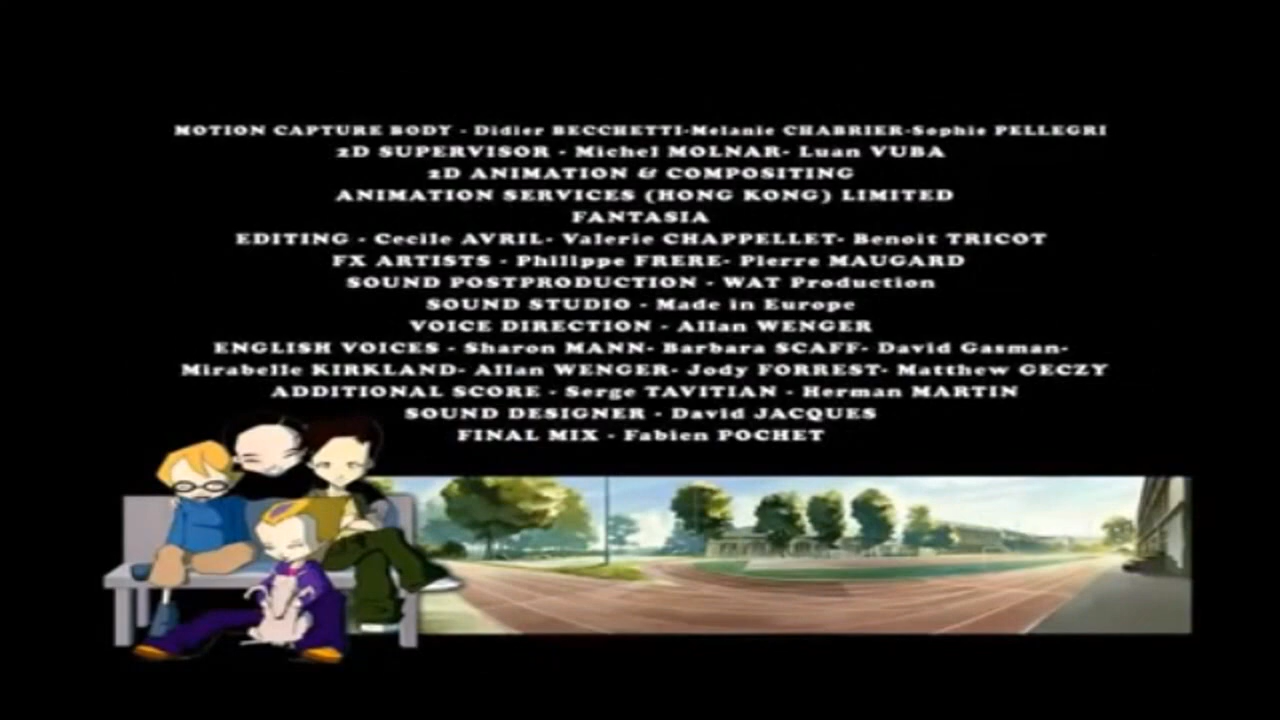 MOTION CAPTURE BODY - Didier BECCHETTI-Melanie CHABRIER-Sophie PELLEGRI
2D SUPERVISOR - Michel MOLNAR- Luan VUBA
2D ANIMATION & COMPOSITING
ANIMATION SERVICES (HONG KONG) LIMITED
FANTASIA
EDITING - Cecile AVRIL- Valerie CHAPPELLET- Benoit TRICOT
FX ARTISTS - Philippe FRERE- Pierre MAUGARD
SOUND POSTPRODUCTION - WAT Production
SOUND STUDIO - Made in Europe
VOICE DIRECTION - Allan WENGER
ENGLISH VOICES - Sharon MANN- Barbara SCAFF- David Gasman-
Mirabelle KIRKLAND- Allan WENGER- Jody FORREST- Matthew GECZY
ADDITIONAL SCORE - Serge TAVITIAN - Herman MARTIN
SOUND DESIGNER - David JACQUES
FINAL MIX - Fabien POCHET